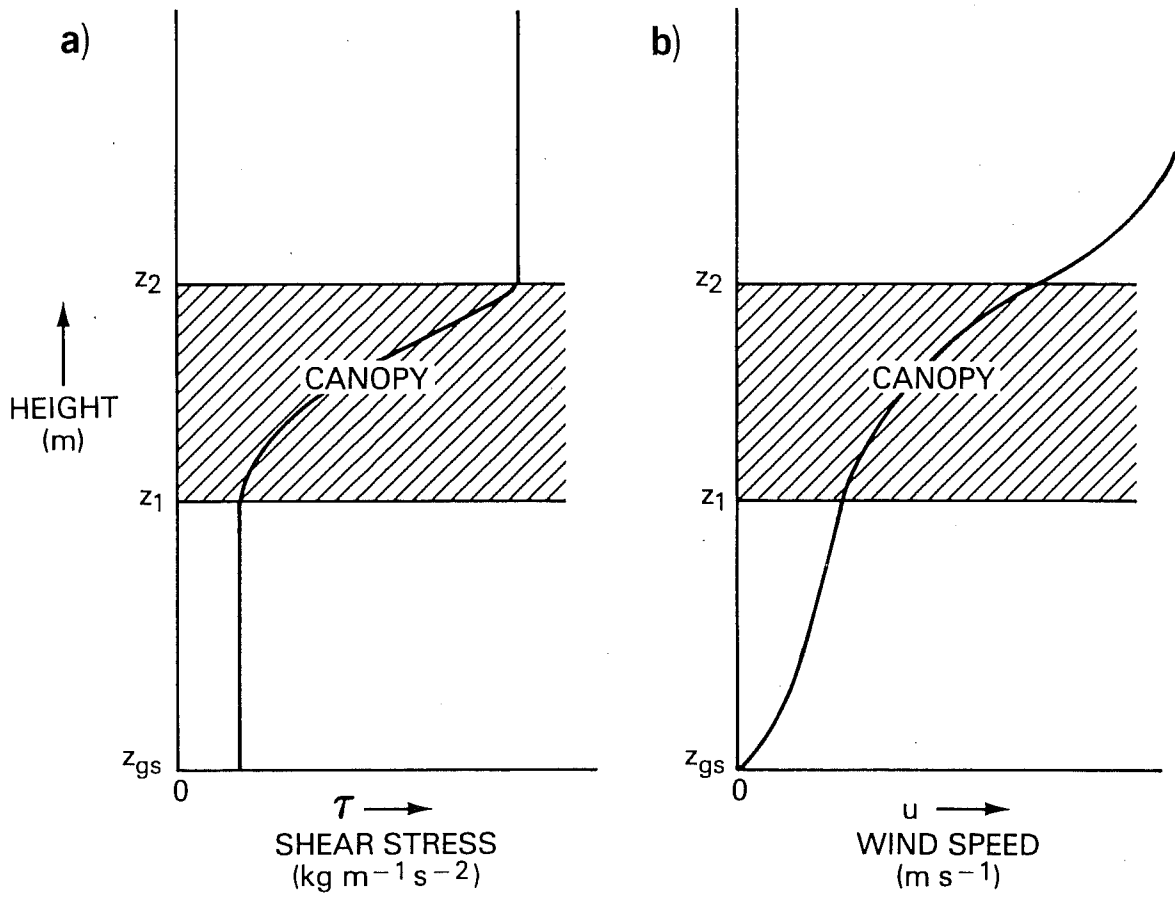 a)
z2
CANOPY
HEIGHT
(m)
z1
zgs
0
τ
SHEAR STRESS
(kg m−1 s−2)
b)
z2
CANOPY
z1
zgs
0
u
WIND SPEED
(m s−1)